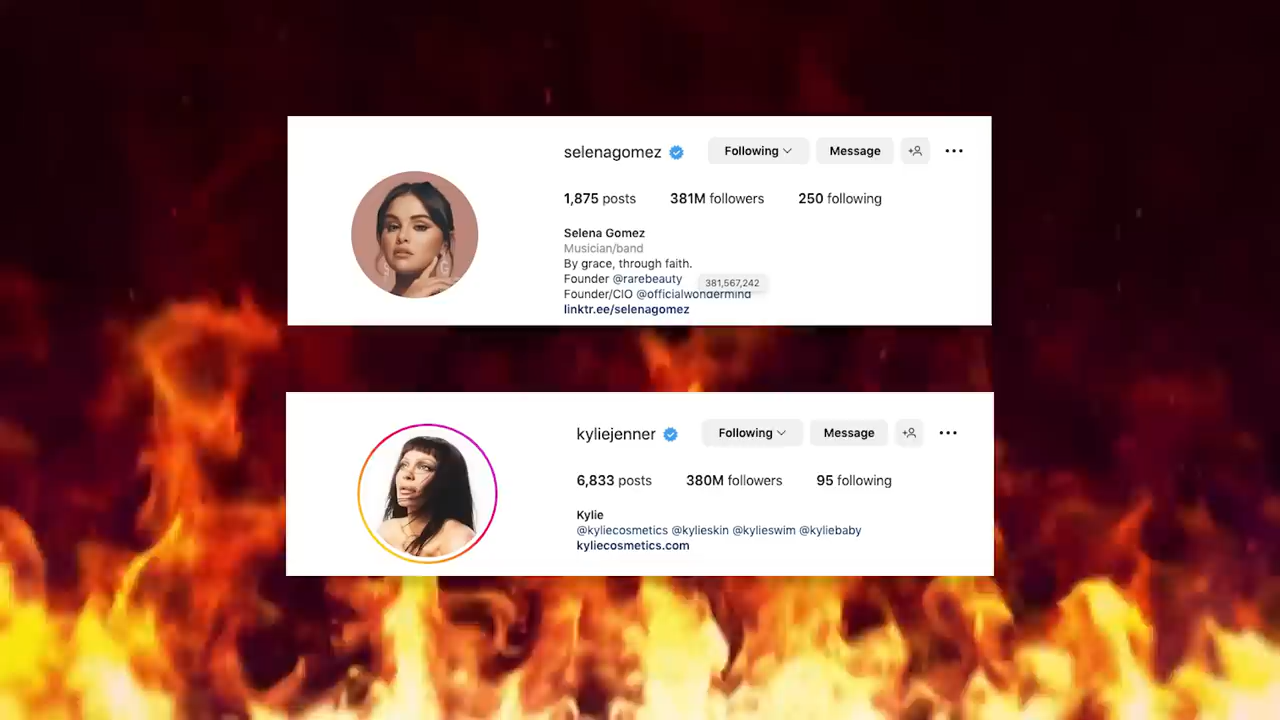 selenagomez Following Message
1,875 posts 381M followers 250 following
Selena Gomez
Musician/band
By grace, through faith.
Founder @rarebeauty
381,567,242
Founder/CIO @officialwondermind
linktr.ee/selenagomez
kyliejenner Following Message
6,833 posts 380M followers 95 following
Kylie
@kyliecosmetics @kylieskin @kylieswim @kyliebaby
kyliecosmetics.com